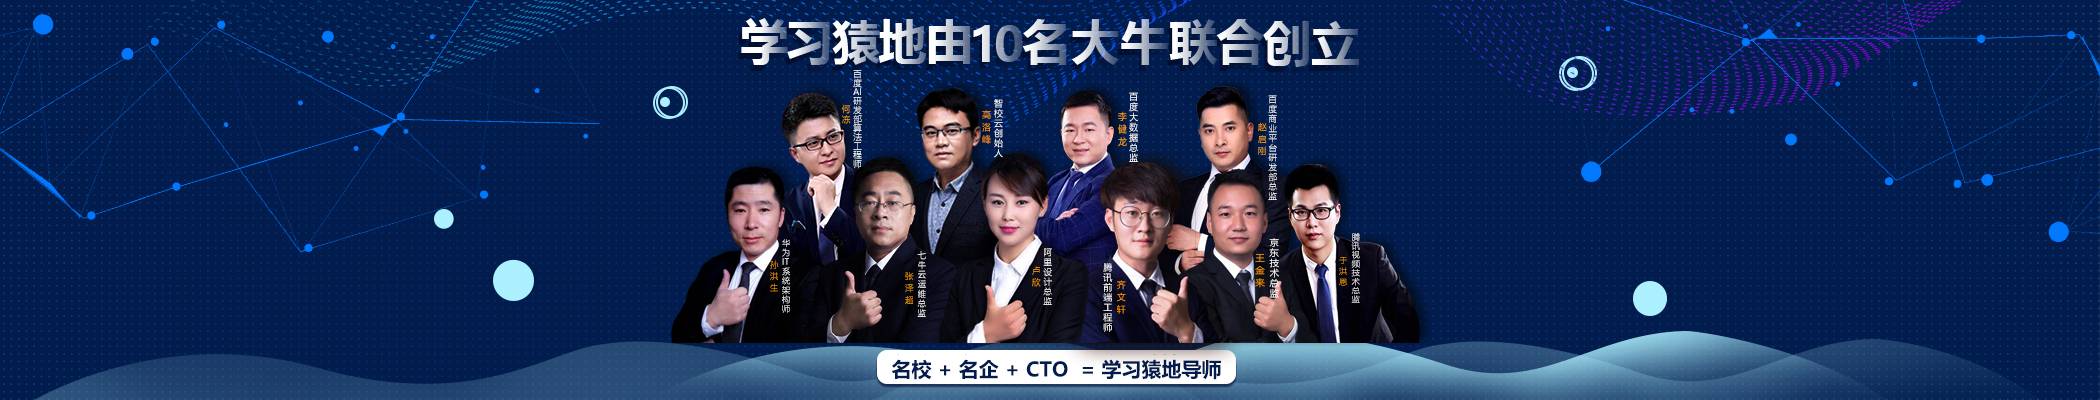 学习猿地由10名大牛联合创立
百度AI研发部算法工程师
何冻
智校云创始人
高洛峰
百度大数据总监
李健龙
百度商业平台研发部总监
赵启刚
华为IT系统架构师
孙洪生
七牛云运维总监
张泽超
阿里设计总监
卢欣
腾讯前端工程师
齐文轩
京东技术总监
王金来
腾讯视频技术总监
于洪恩
名校 + 名企 + CTO = 学习猿地导师